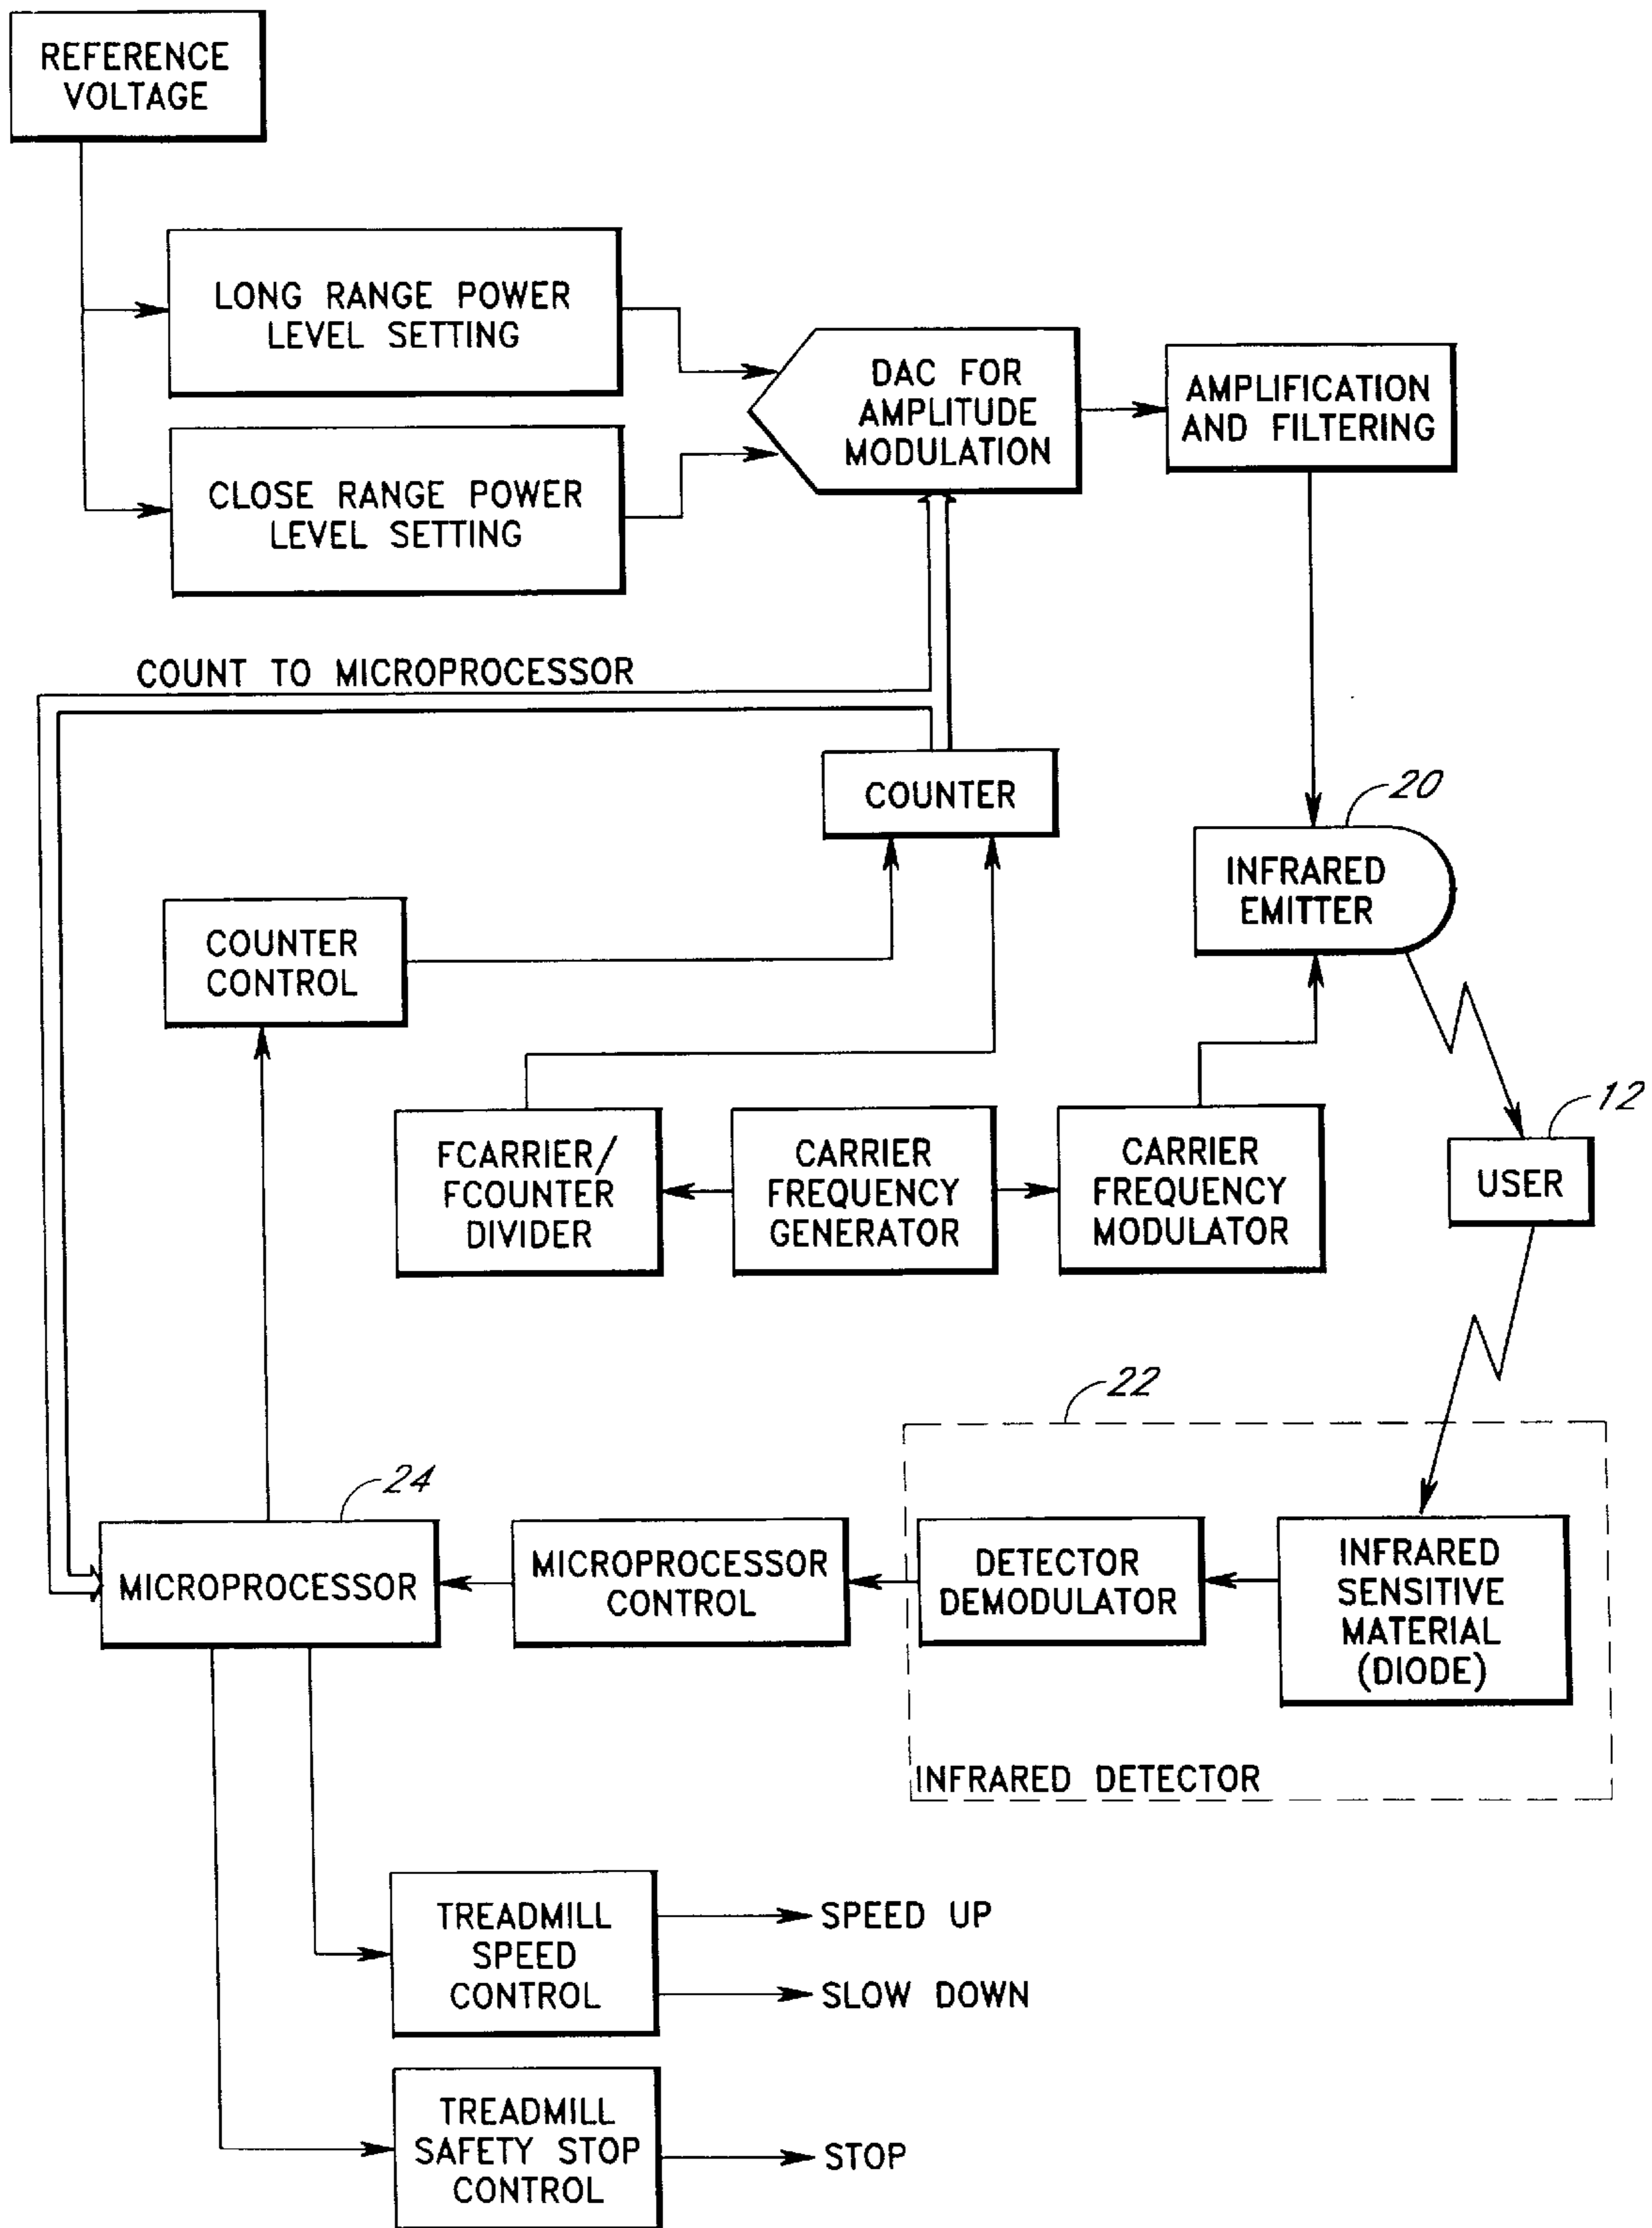 REFERENCE
VOLTAGE
LONG RANGE POWER
LEVEL SETTING
CLOSE RANGE POWER
LEVEL SETTING
DAC FOR
AMPLITUDE
MODULATION
AMPLIFICATION
AND FILTERING
COUNT TO MICROPROCESSOR
COUNTER
20
INFRARED
EMITTER
COUNTER
CONTROL
12
USER
FCARRIER/
FCOUNTER
DIVIDER
CARRIER
FREQUENCY
GENERATOR
CARRIER
FREQUENCY
MODULATOR
22
24
MICROPROCESSOR
MICROPROCESSOR
CONTROL
DETECTOR
DEMODULATOR
INFRARED
SENSITIVE
MATERIAL
(DIODE)
INFRARED DETECTOR
TREADMILL
SPEED
CONTROL
SPEED UP
SLOW DOWN
TREADMILL
SAFETY STOP
CONTROL
STOP